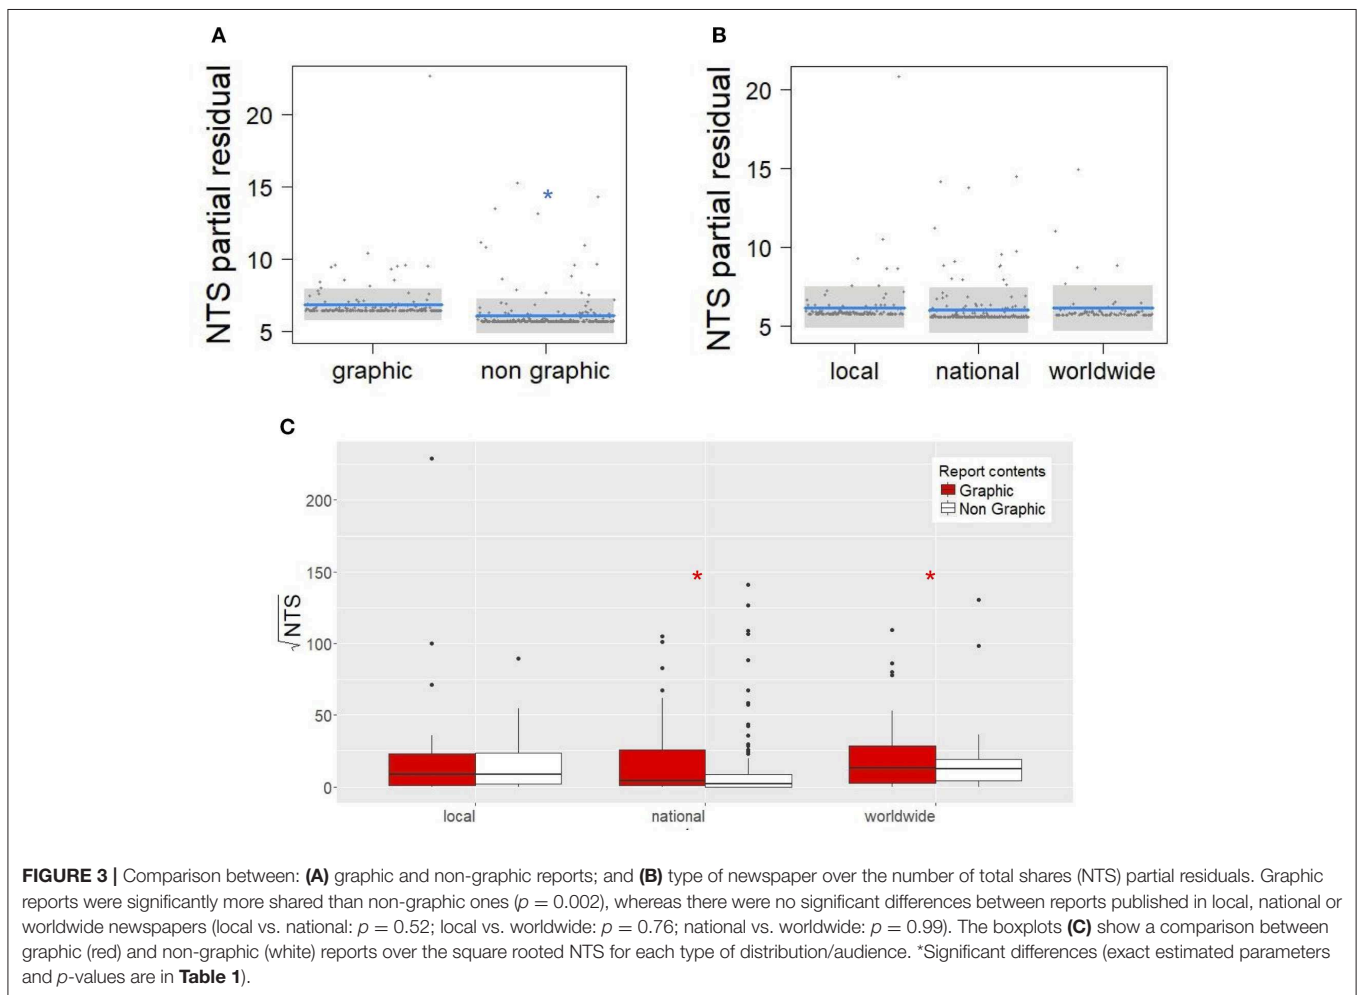 A
NTS partial residual
20
15
10
5
*
graphic
non graphic
B
NTS partial residual
20
15
10
5
local
national
worldwide
C
√NTS
200
150
100
50
0
*
*
Report contents
Graphic
Non Graphic
local
national
worldwide
FIGURE 3 | Comparison between: (A) graphic and non-graphic reports; and (B) type of newspaper over the number of total shares (NTS) partial residuals. Graphic
reports were significantly more shared than non-graphic ones (p = 0.002), whereas there were no significant differences between reports published in local, national or
worldwide newspapers (local vs. national: p = 0.52; local vs. worldwide: p = 0.76; national vs. worldwide: p = 0.99). The boxplots (C) show a comparison between
graphic (red) and non-graphic (white) reports over the square rooted NTS for each type of distribution/audience. *Significant differences (exact estimated parameters
and p-values are in Table 1).